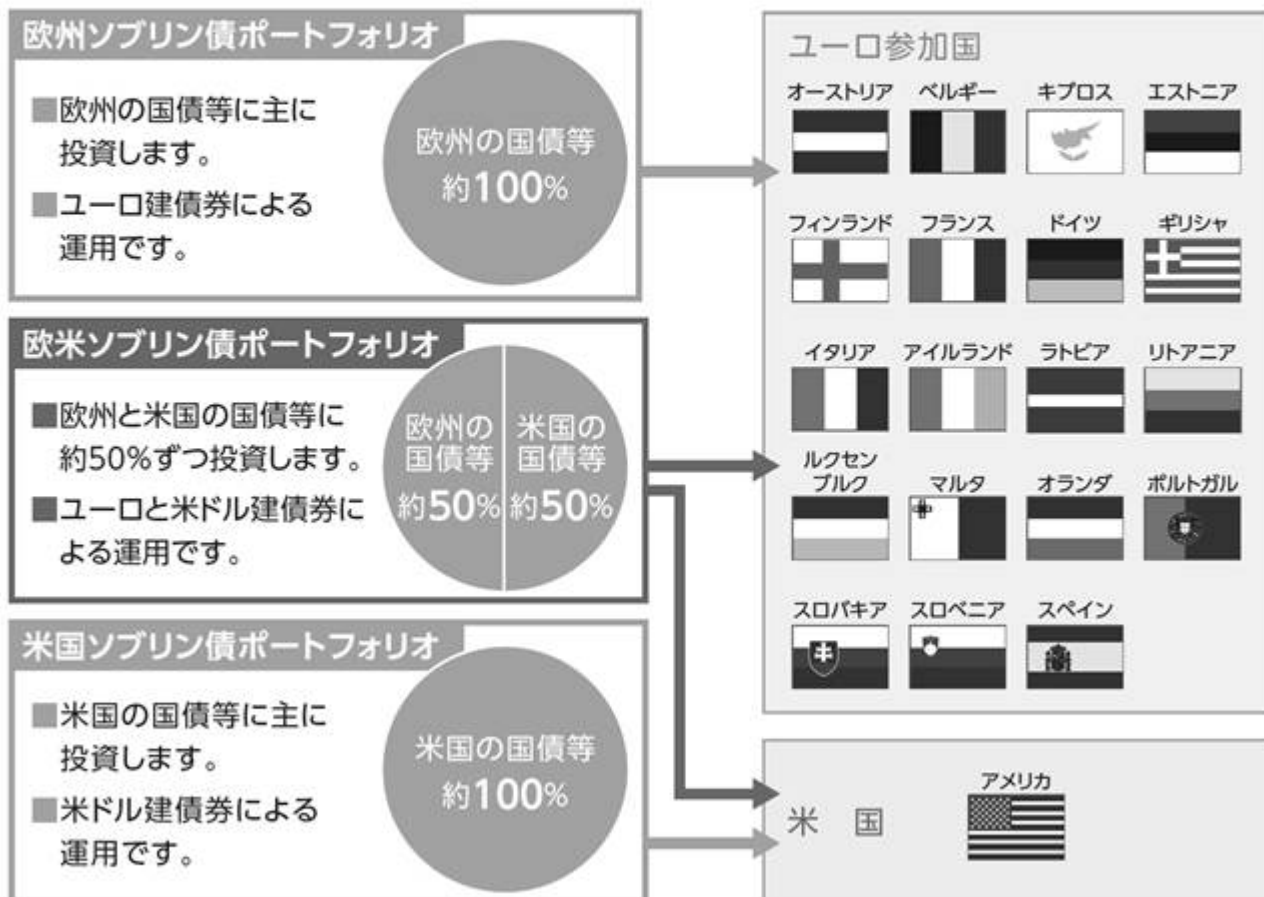 欧州ソブリン債ポートフォリオ
■欧州の国債等に主に
投資します。
■ユーロ建債券による
運用です。
欧州の国債等
約100%
欧米ソブリン債ポートフォリオ
■欧州と米国の国債等に
約50%ずつ投資します。
■ユーロと米ドル建債券に
よる運用です。
欧州の
国債等
約50%
米国の
国債等
約50%
米国ソブリン債ポートフォリオ
■米国の国債等に主に
投資します。
■米ドル建債券による
運用です。
米国の国債等
約100%
ユーロ参加国
オーストリア ベルギー キプロス エストニア
フィンランド フランス ドイツ ギリシャ
イタリア アイルランド ラトビア リトアニア
ルクセン
ブルク マルタ オランダ ポルトガル
スロバキア スロベニア スペイン
米 国
アメリカ